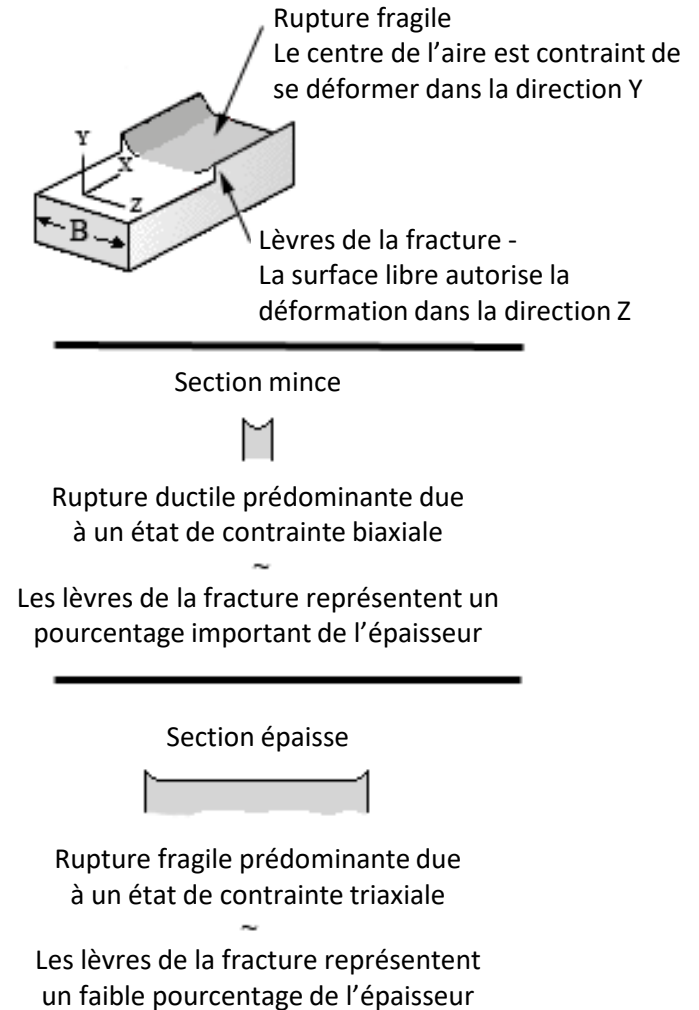 Rupture fragile
Le centre de l’aire est contraint de
se déformer dans la direction Y
Y
X
Z
B
Lèvres de la fracture -
La surface libre autorise la
déformation dans la direction Z
Section mince
Rupture ductile prédominante due
à un état de contrainte biaxiale
~
Les lèvres de la fracture représentent un
pourcentage important de l’épaisseur
Section épaisse
Rupture fragile prédominante due
à un état de contrainte triaxiale
~
Les lèvres de la fracture représentent
un faible pourcentage de l’épaisseur